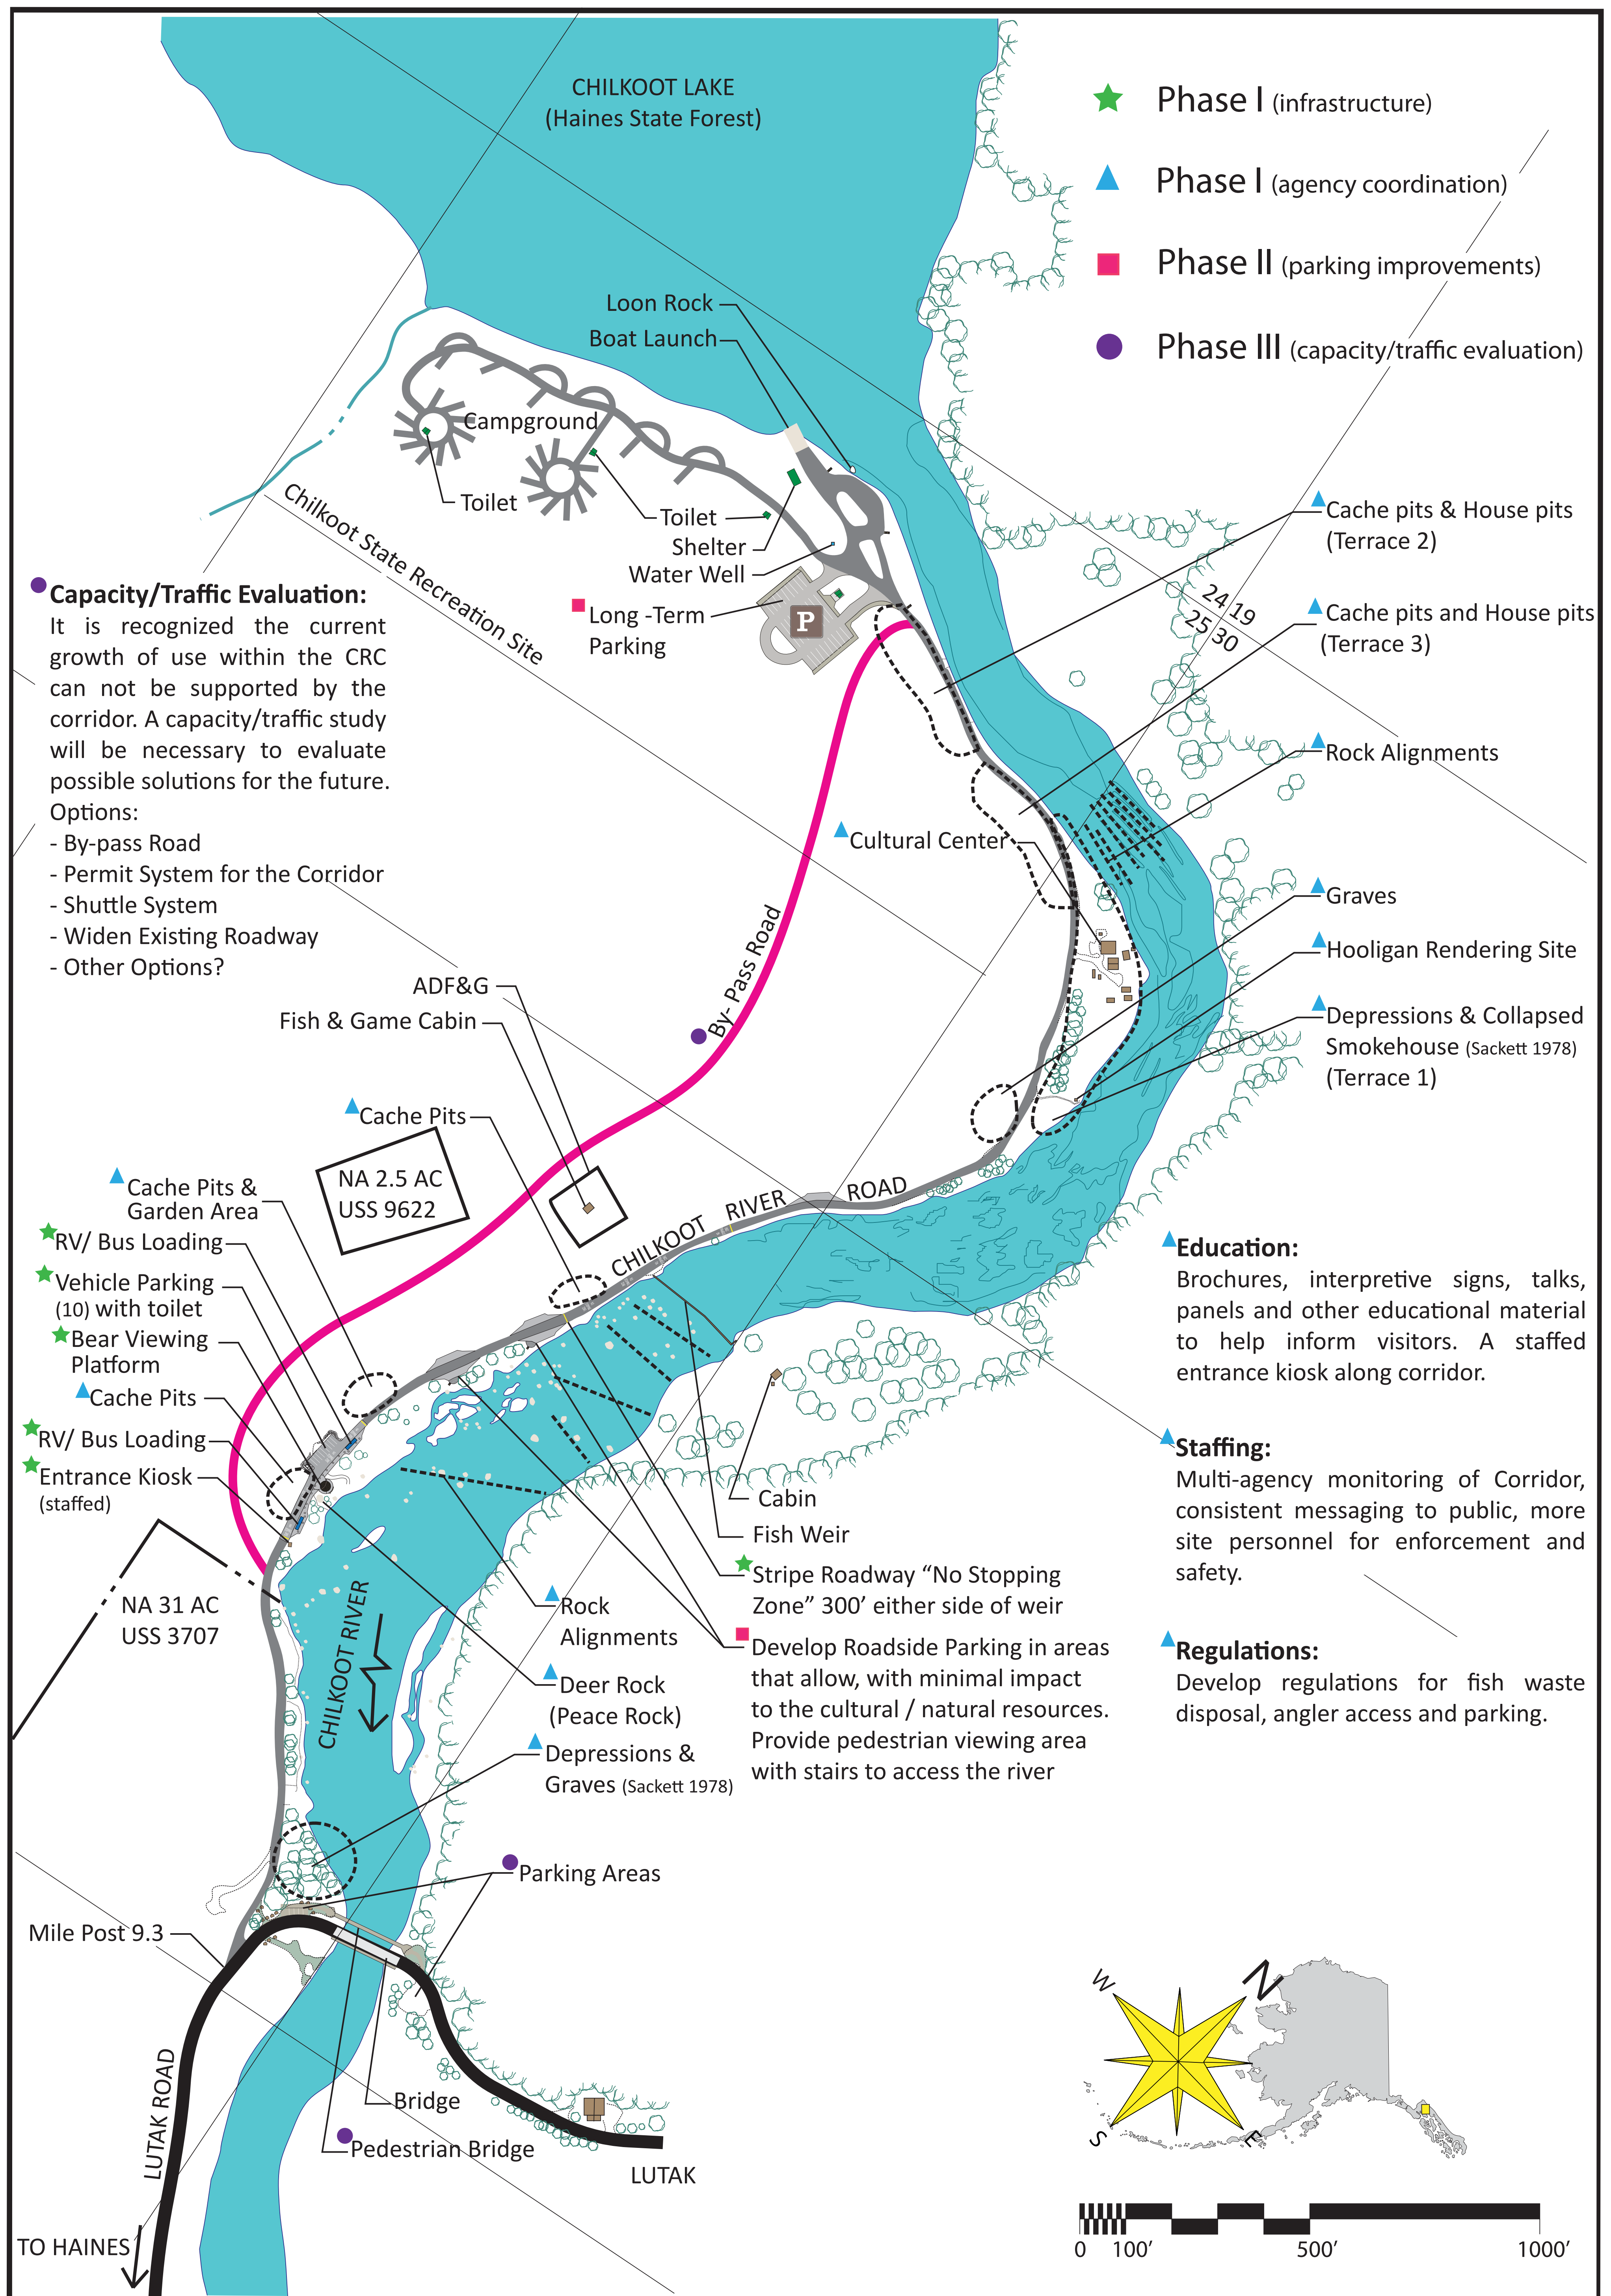 CHILKOOT LAKE
(Haines State Forest)
Phase I (infrastructure)
Phase I (agency coordination)
Phase II (parking improvements)
Phase III (capacity/traffic evaluation)
Loon Rock
Boat Launch
Campground
Toilet
Toilet
Shelter
Water Well
Long -Term
Parking
P
Chilkoot State Recreation Site
Cache pits & House pits
(Terrace 2)
24 19
25 30
Cache pits and House pits
(Terrace 3)
Rock Alignments
Cultural Center
Graves
Hooligan Rendering Site
Depressions & Collapsed
Smokehouse (Sackett 1978)
(Terrace 1)
Capacity/Traffic Evaluation:
It is recognized the current
growth of use within the CRC
can not be supported by the
corridor. A capacity/traffic study
will be necessary to evaluate
possible solutions for the future.
Options:
- By-pass Road
- Permit System for the Corridor
- Shuttle System
- Widen Existing Roadway
- Other Options?
By- Pass Road
ADF&G
Fish & Game Cabin
Cache Pits
NA 2.5 AC
USS 9622
CHILKOOT RIVER ROAD
Cache Pits &
Garden Area
RV/ Bus Loading
Vehicle Parking
(10) with toilet
Bear Viewing
Platform
Cache Pits
RV/ Bus Loading
Entrance Kiosk
(staffed)
NA 31 AC
USS 3707
CHILKOOT RIVER
Cabin
Fish Weir
Stripe Roadway “No Stopping
Zone” 300’ either side of weir
Develop Roadside Parking in areas
that allow, with minimal impact
to the cultural / natural resources.
Provide pedestrian viewing area
with stairs to access the river
Rock
Alignments
Deer Rock
(Peace Rock)
Depressions &
Graves (Sackett 1978)
Education:
Brochures, interpretive signs, talks,
panels and other educational material
to help inform visitors. A staffed
entrance kiosk along corridor.
Staffing:
Multi-agency monitoring of Corridor,
consistent messaging to public, more
site personnel for enforcement and
safety.
Regulations:
Develop regulations for fish waste
disposal, angler access and parking.
Parking Areas
Mile Post 9.3
Bridge
Pedestrian Bridge
LUTAK
LUTAK ROAD
TO HAINES
W
N
S
E
0 100’ 500’ 1000’